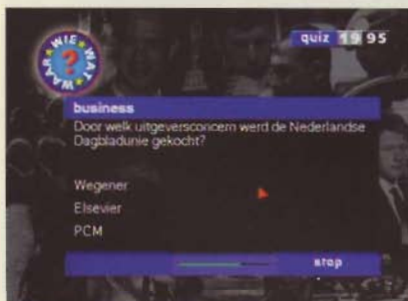 WIE WAT WAAR ?
quiz 19 95
business
Door welk uitgeversconcern werd de Nederlandse
Dagbladunie gekocht?
Wegener
Elsevier
PCM
stop